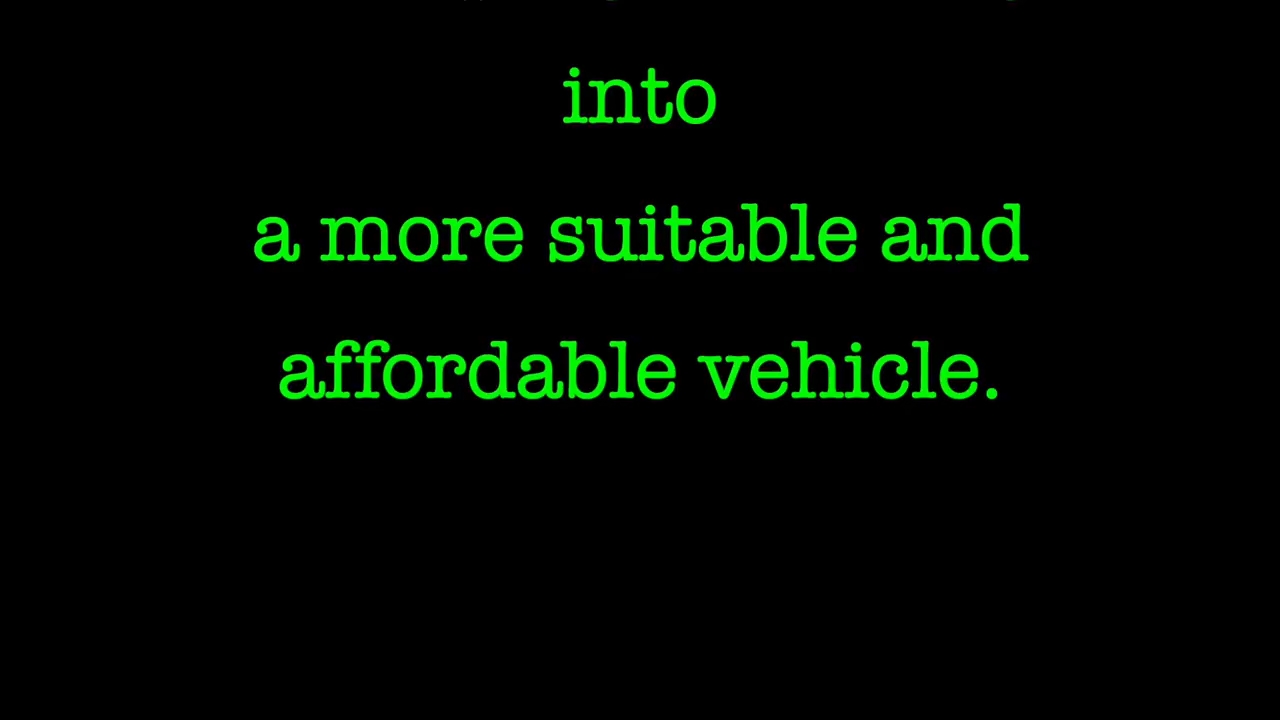 into
a more suitable and
affordable vehicle.